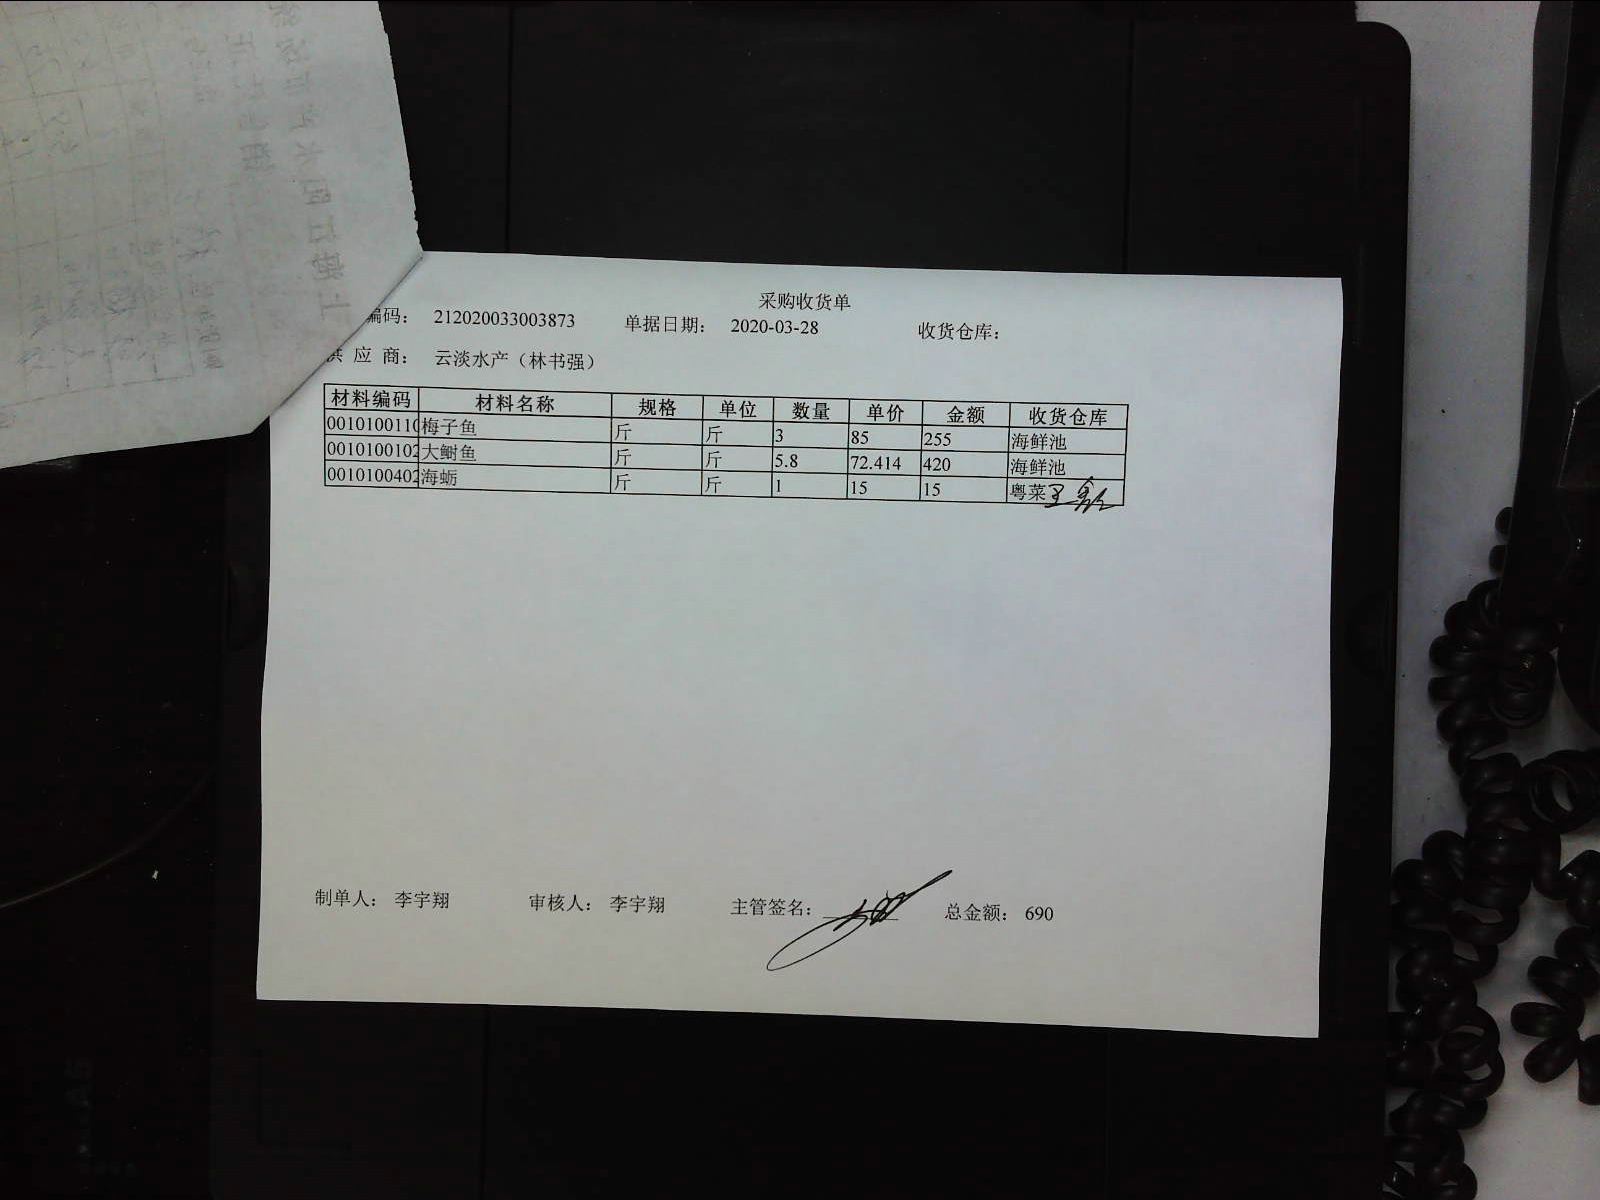 采购收货单
编码： 212020033003873 单据日期： 2020-03-28 收货仓库：
供 应 商： 云淡水产（林书强）
材料编码 材料名称 规格 单位 数量 单价 金额 收货仓库
0010100110 梅子鱼 斤 斤 3 85 255 海鲜池
0010100102 大鲥鱼 斤 斤 5.8 72.414 420 海鲜池
0010100402 海蛎 斤 斤 1 15 15 粤菜
制单人： 李宇翔 审核人： 李宇翔 主管签名： 总金额： 690